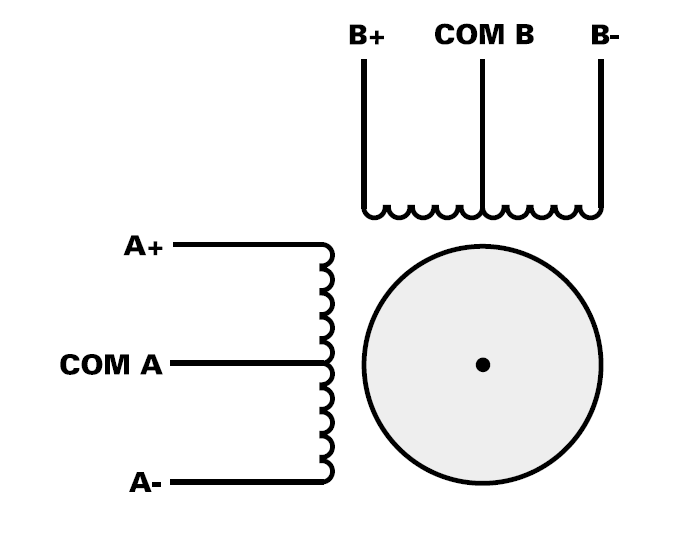 B+ COM B B-
A+
COM A
A-